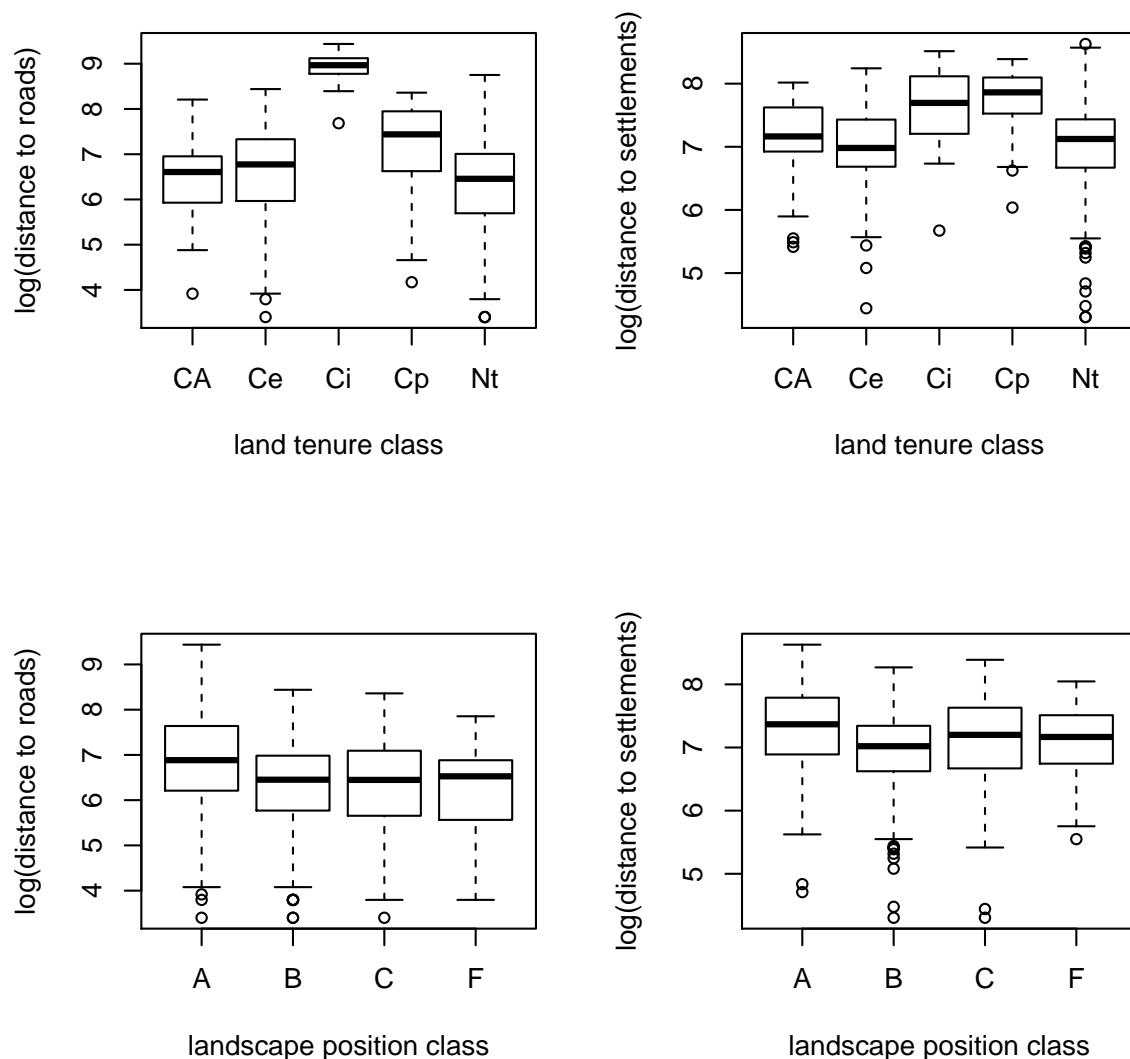 log(distance to roads)
9
8
7
6
5
4
CA Ce Ci Cp Nt
land tenure class
log(distance to settlements)
8
7
6
5
CA Ce Ci Cp Nt
land tenure class
log(distance to roads)
9
8
7
6
5
4
A B C F
landscape position class
log(distance to settlements)
8
7
6
5
A B C F
landscape position class